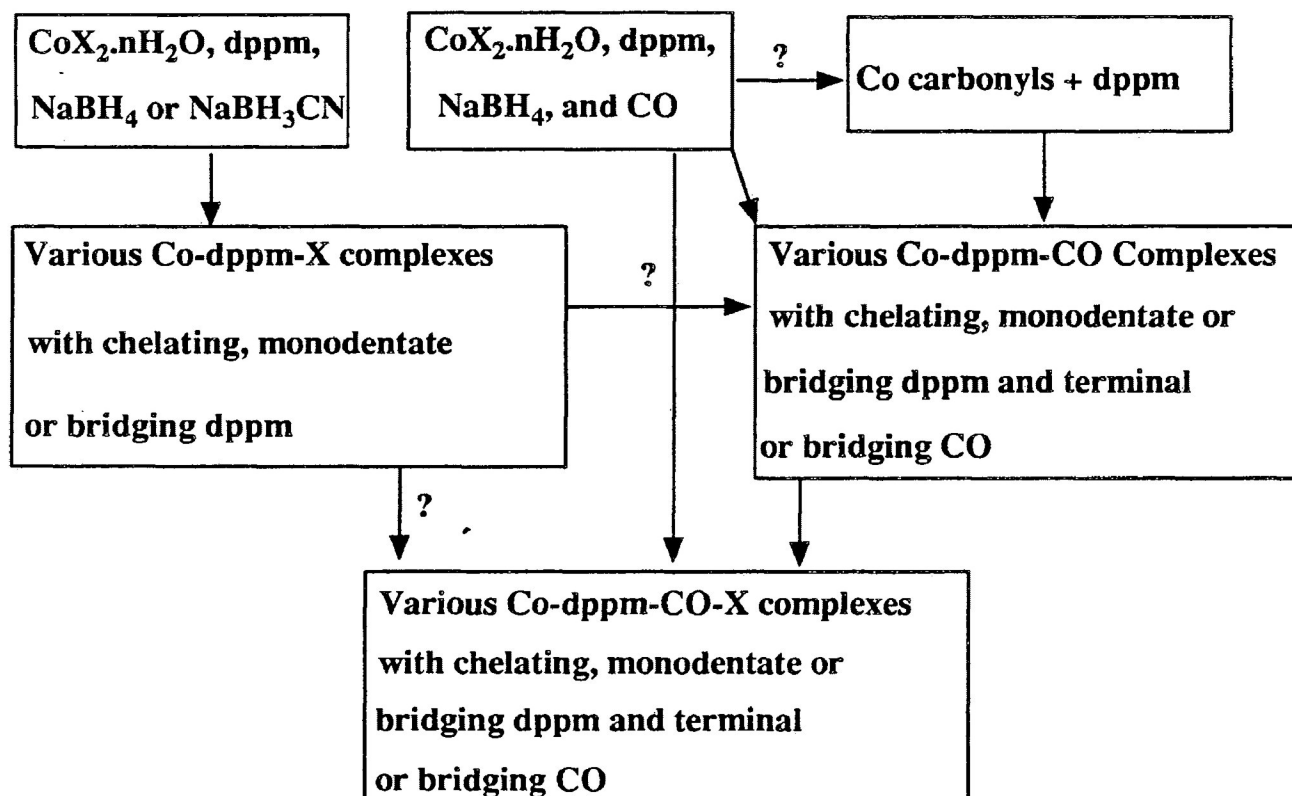 CoX₂.nH₂O, dppm,
NaBH₄ or NaBH₃CN
CoX₂.nH₂O, dppm,
NaBH₄, and CO
?
Co carbonyls + dppm
Various Co-dppm-X complexes
with chelating, monodentate
or bridging dppm
?
Various Co-dppm-CO Complexes
with chelating, monodentate or
bridging dppm and terminal
or bridging CO
?
Various Co-dppm-CO-X complexes
with chelating, monodentate or
bridging dppm and terminal
or bridging CO